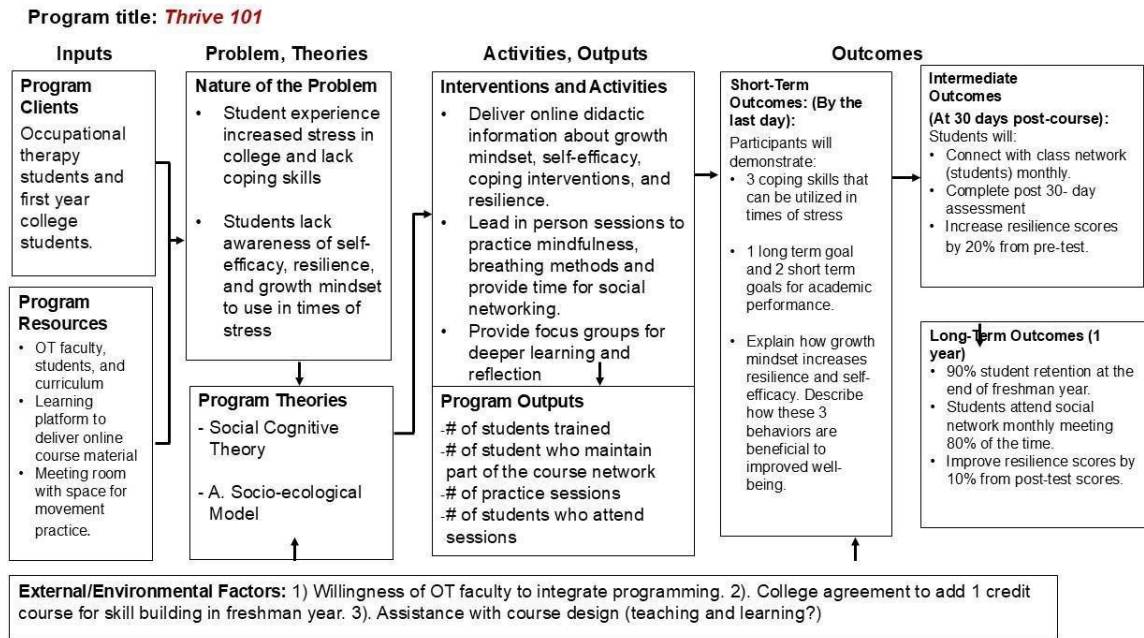 Program title: Thrive 101
Inputs
Problem, Theories
Activities, Outputs
Outcomes
Program
Clients
Occupational
therapy
students and
first year
college
students.
Program
Resources
• OT faculty,
students, and
curriculum
• Learning
platform to
deliver online
course material
• Meeting room
with space for
movement
practice.
Nature of the Problem
• Student experience
increased stress in
college and lack
coping skills
• Students lack
awareness of self-
efficacy, resilience,
and growth mindset
to use in times of
stress
Program Theories
- Social Cognitive
Theory
- A. Socio-ecological
Model
Interventions and Activities
• Deliver online didactic
information about growth
mindset, self-efficacy,
coping interventions, and
resilience.
• Lead in person sessions to
practice mindfulness,
breathing methods and
provide time for social
networking.
• Provide focus groups for
deeper learning and
reflection
Program Outputs
-# of students trained
-# of student who maintain
part of the course network
-# of practice sessions
-# of students who attend
sessions
Short-Term
Outcomes: (By the
last day):
Participants will
demonstrate:
• 3 coping skills that
can be utilized in
times of stress
• 1 long term goal
and 2 short term
goals for academic
performance.
• Explain how growth
mindset increases
resilience and self-
efficacy. Describe
how these 3
behaviors are
beneficial to
improved well-
being.
Intermediate
Outcomes
(At 30 days post-course):
Students will:
• Connect with class network
(students) monthly.
• Complete post 30- day
assessment
• Increase resilience scores
by 20% from pre-test.
Long-Term Outcomes (1
year)
• 90% student retention at the
end of freshman year.
• Students attend social
network monthly meeting
80% of the time.
• Improve resilience scores by
10% from post-test scores.
External/Environmental Factors: 1) Willingness of OT faculty to integrate programming. 2). College agreement to add 1 credit
course for skill building in freshman year. 3). Assistance with course design (teaching and learning?)